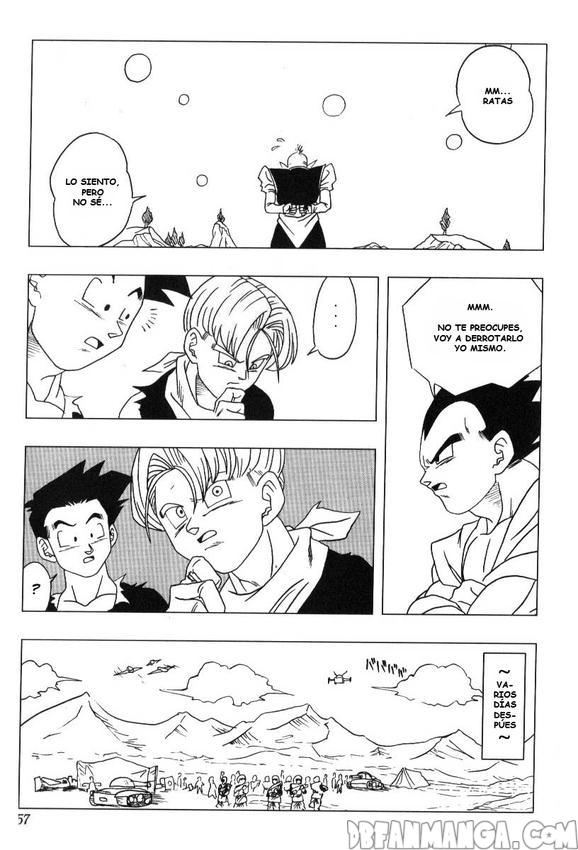 MM...
RATAS
LO SIENTO,
PERO
NO SÉ...
MMM.
NO TE PREOCUPES,
VOY A DERROTARLO
YO MISMO.
...
?
~
VA-
RIOS
DÍAS
DES-
PÚES
~
57
DBFANMANGA.COM